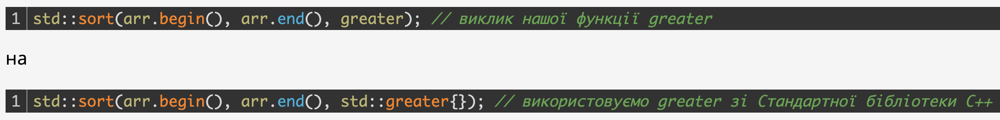 1 std::sort(arr.begin(), arr.end(), greater); // виклик нашої функції greater
на
1 std::sort(arr.begin(), arr.end(), std::greater{}); // використовуємо greater зі Стандартної бібліотеки C++